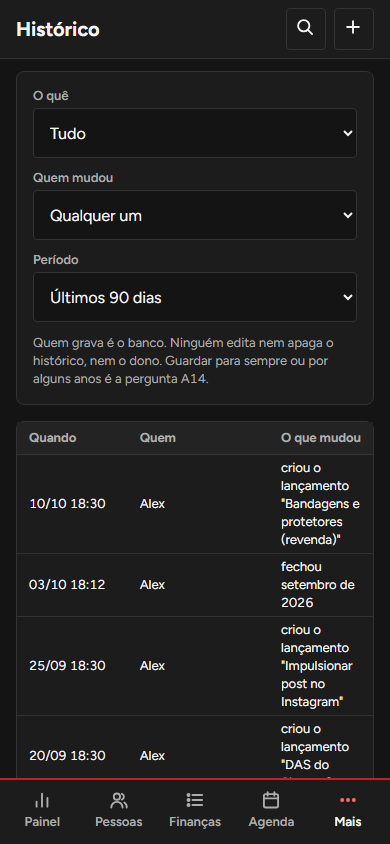 Histórico
O quê
Tudo
Quem mudou
Qualquer um
Período
Últimos 90 dias
Quem grava é o banco. Ninguém edita nem apaga o
histórico, nem o dono. Guardar para sempre ou por
alguns anos é a pergunta A14.
Quando Quem O que mudou
10/10 18:30 Alex criou o
lançamento
"Bandagens e
protetores
(revenda)"
03/10 18:12 Alex fechou
setembro de
2026
25/09 18:30 Alex criou o
lançamento
"Impulsionar
post no
Instagram"
20/09 18:30 Alex criou o
lançamento
"DAS do
Painel Pessoas Finanças Agenda Mais